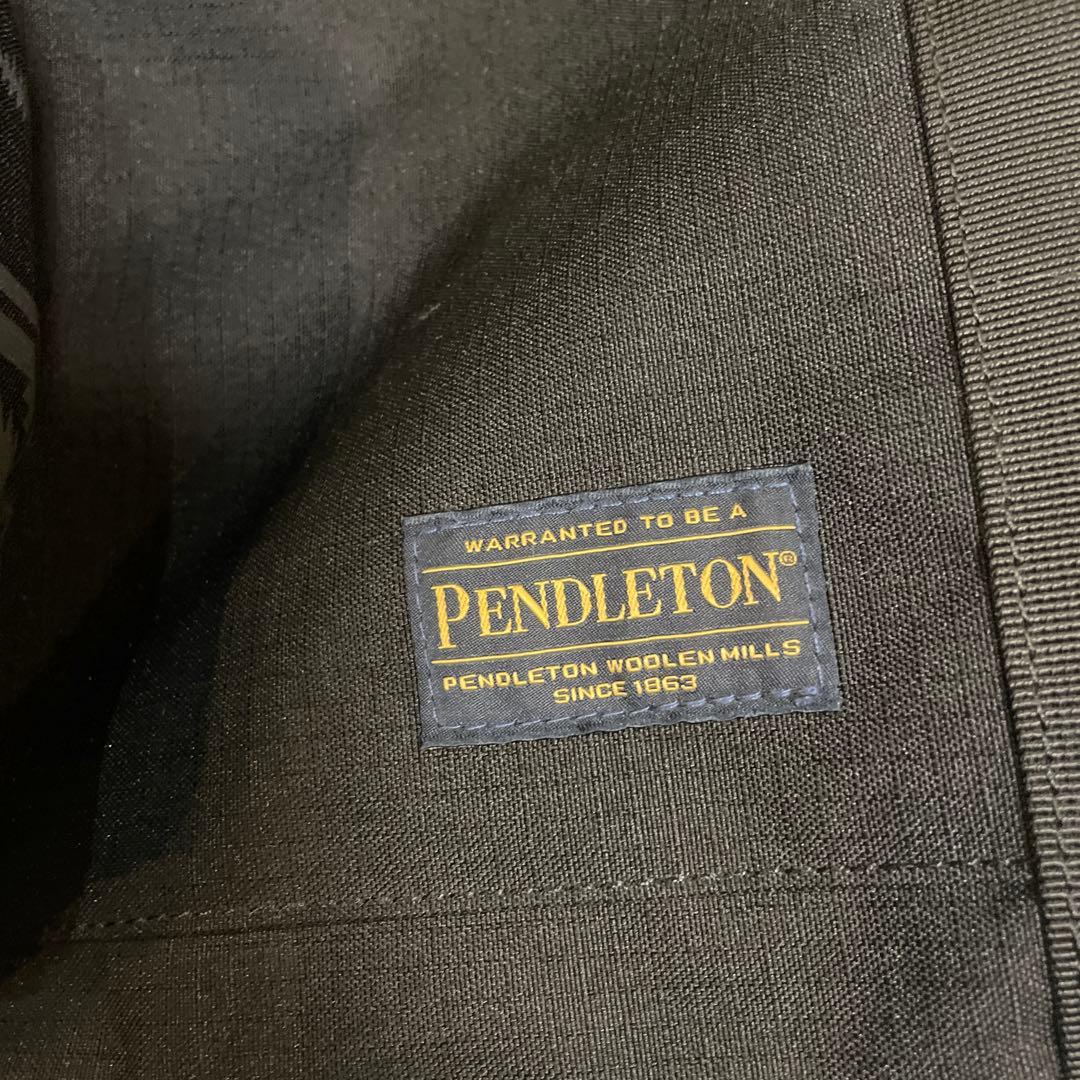 WARRANTED TO BE A
PENDLETON®
PENDLETON WOOLEN MILLS
SINCE 1863